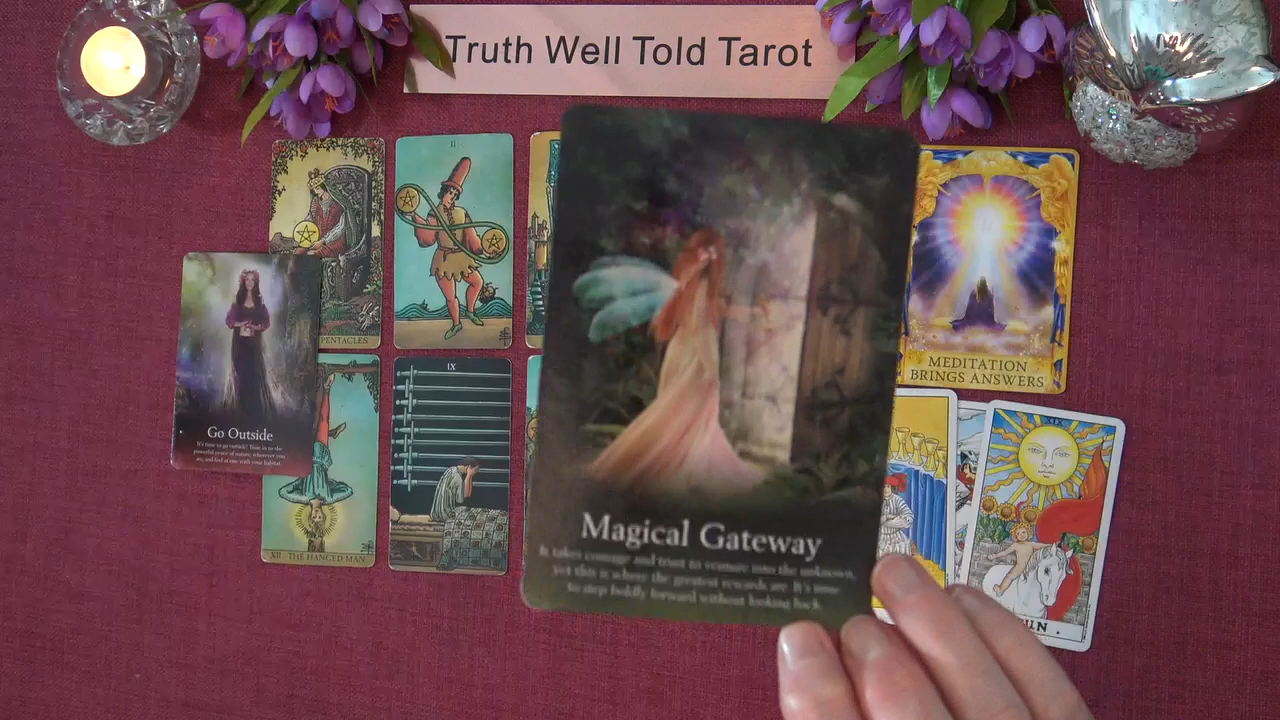 Truth Well Told Tarot
II
PENTACLES
MEDITATION
BRINGS ANSWERS
Go Outside
It's time to go outside! Tune in to the
powerful peace of nature, wherever you
are, and feel at one with your habitat.
IX
XIX
Magical Gateway
It takes courage and trust to venture into the unknown,
yet this is where the greatest rewards are. It's time
to step boldly forward without looking back.
XII THE HANGED MAN